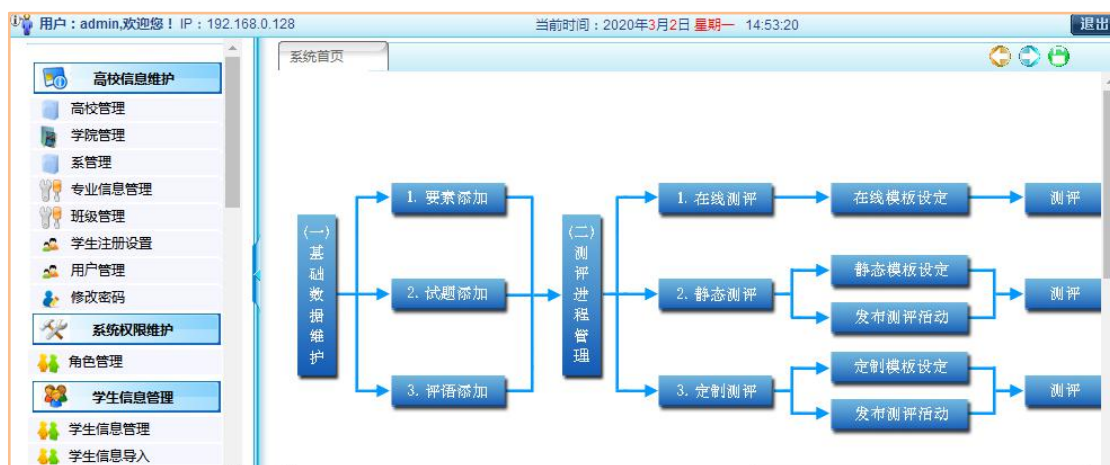 用户：admin,欢迎您！IP：192.168.0.128
当前时间：2020年3月2日 星期一 14:53:20
退出
高校信息维护
高校管理
学院管理
系管理
专业信息管理
班级管理
学生注册设置
用户管理
修改密码
系统权限维护
角色管理
学生信息管理
学生信息管理
学生信息导入
系统首页
(一)基础数据维护
1. 要素添加
2. 试题添加
3. 评语添加
(二)测评进程管理
1. 在线测评
在线模板设定
测评
2. 静态测评
静态模板设定
发布测评活动
测评
3. 定制测评
定制模板设定
发布测评活动
测评